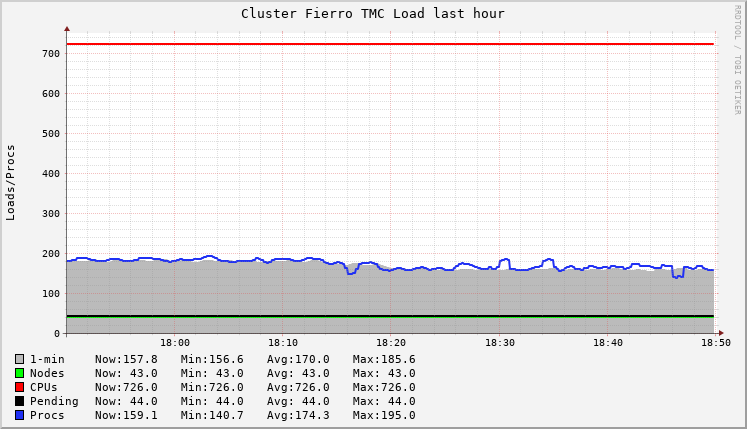 Cluster Fierro TMC Load last hour
RRDTOOL / TOBI OETIKER
Loads/Procs
700
600
500
400
300
200
100
0
18:00 18:10 18:20 18:30 18:40 18:50
1-min Now:157.8 Min:156.6 Avg:170.0 Max:185.6
Nodes Now: 43.0 Min: 43.0 Avg: 43.0 Max: 43.0
CPUs Now:726.0 Min:726.0 Avg:726.0 Max:726.0
Pending Now: 44.0 Min: 44.0 Avg: 44.0 Max: 44.0
Procs Now:159.1 Min:140.7 Avg:174.3 Max:195.0